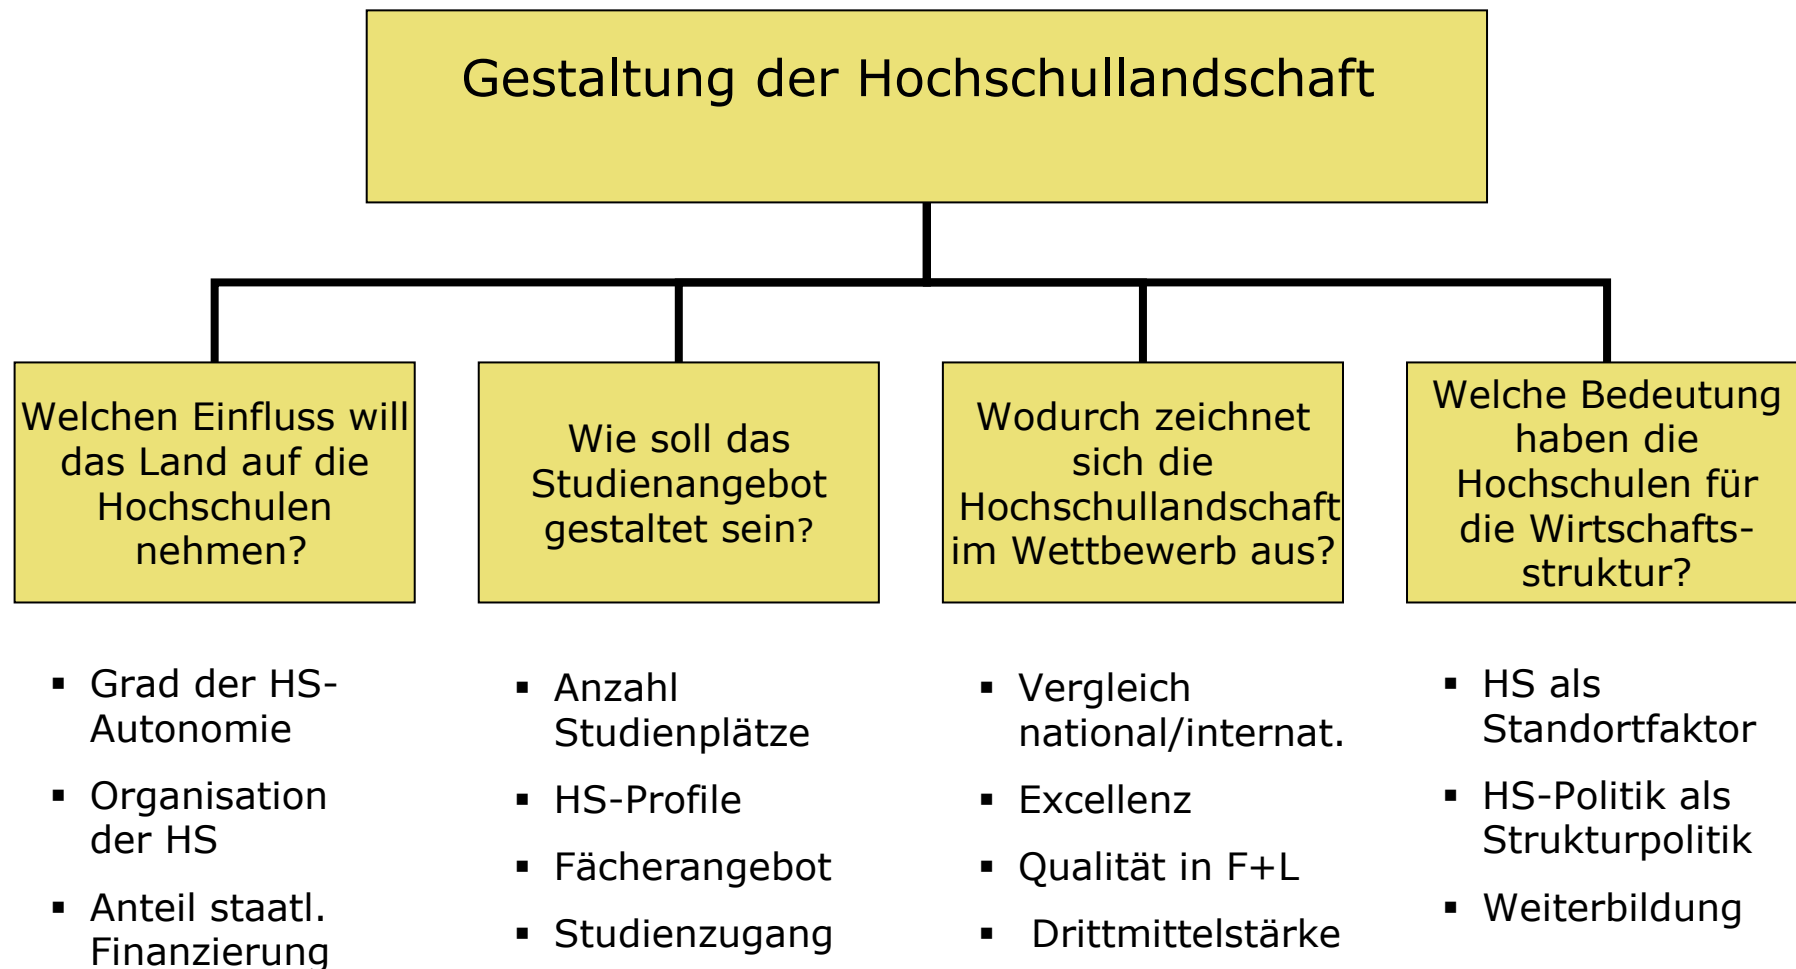 Gestaltung der Hochschullandschaft
Welchen Einfluss will
das Land auf die
Hochschulen
nehmen?
Wie soll das
Studienangebot
gestaltet sein?
Wodurch zeichnet
sich die
Hochschullandschaft
im Wettbewerb aus?
Welche Bedeutung
haben die
Hochschulen für
die Wirtschafts-
struktur?
▪ Grad der HS-
Autonomie
▪ Organisation
der HS
▪ Anteil staatl.
Finanzierung
▪ Anzahl
Studienplätze
▪ HS-Profile
▪ Fächerangebot
▪ Studienzugang
▪ Vergleich
national/internat.
▪ Excellenz
▪ Qualität in F+L
▪ Drittmittelstärke
▪ HS als
Standortfaktor
▪ HS-Politik als
Strukturpolitik
▪ Weiterbildung